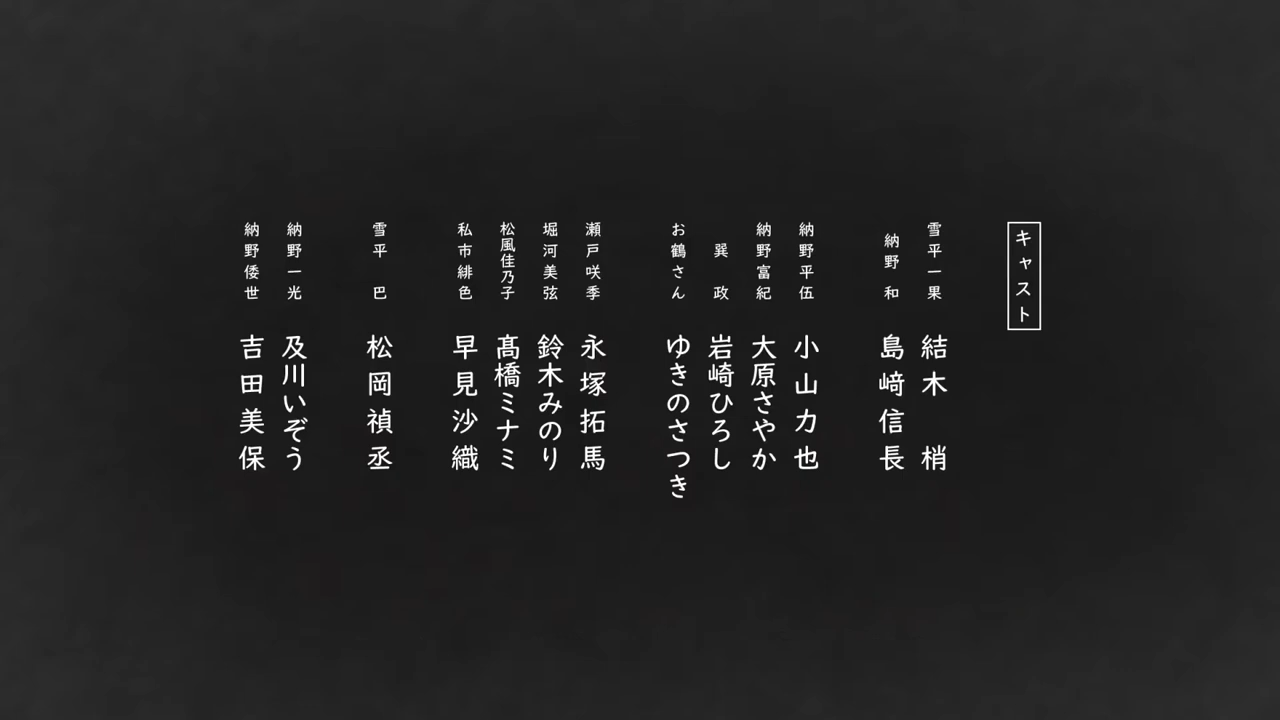 キャスト
雪平一果 結木 梢
納野 和 島﨑信長
納野平伍 小山力也
納野富紀 大原さやか
巽 政 岩崎ひろし
お鶴さん ゆきのさつき
瀬戸咲季 永塚拓馬
堀河美弦 鈴木みのり
松風佳乃子 髙橋ミナミ
私市緋色 早見沙織
雪平 巴 松岡禎丞
納野一光 及川いぞう
納野倭世 吉田美保